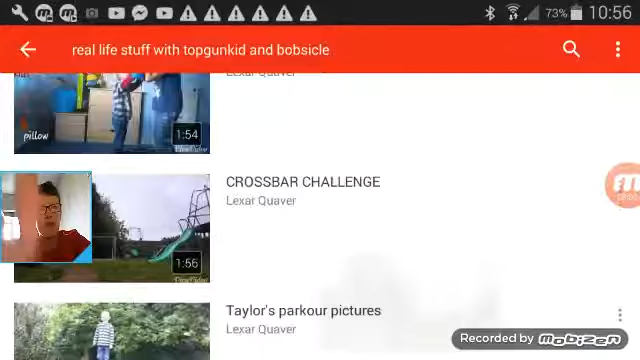 73% 10:56
real life stuff with topgunkid and bobsicle
Lexar Quaver
pillow
1:54
CROSSBAR CHALLENGE
Lexar Quaver
1:56
Taylor's parkour pictures
Lexar Quaver
Recorded by mobizen